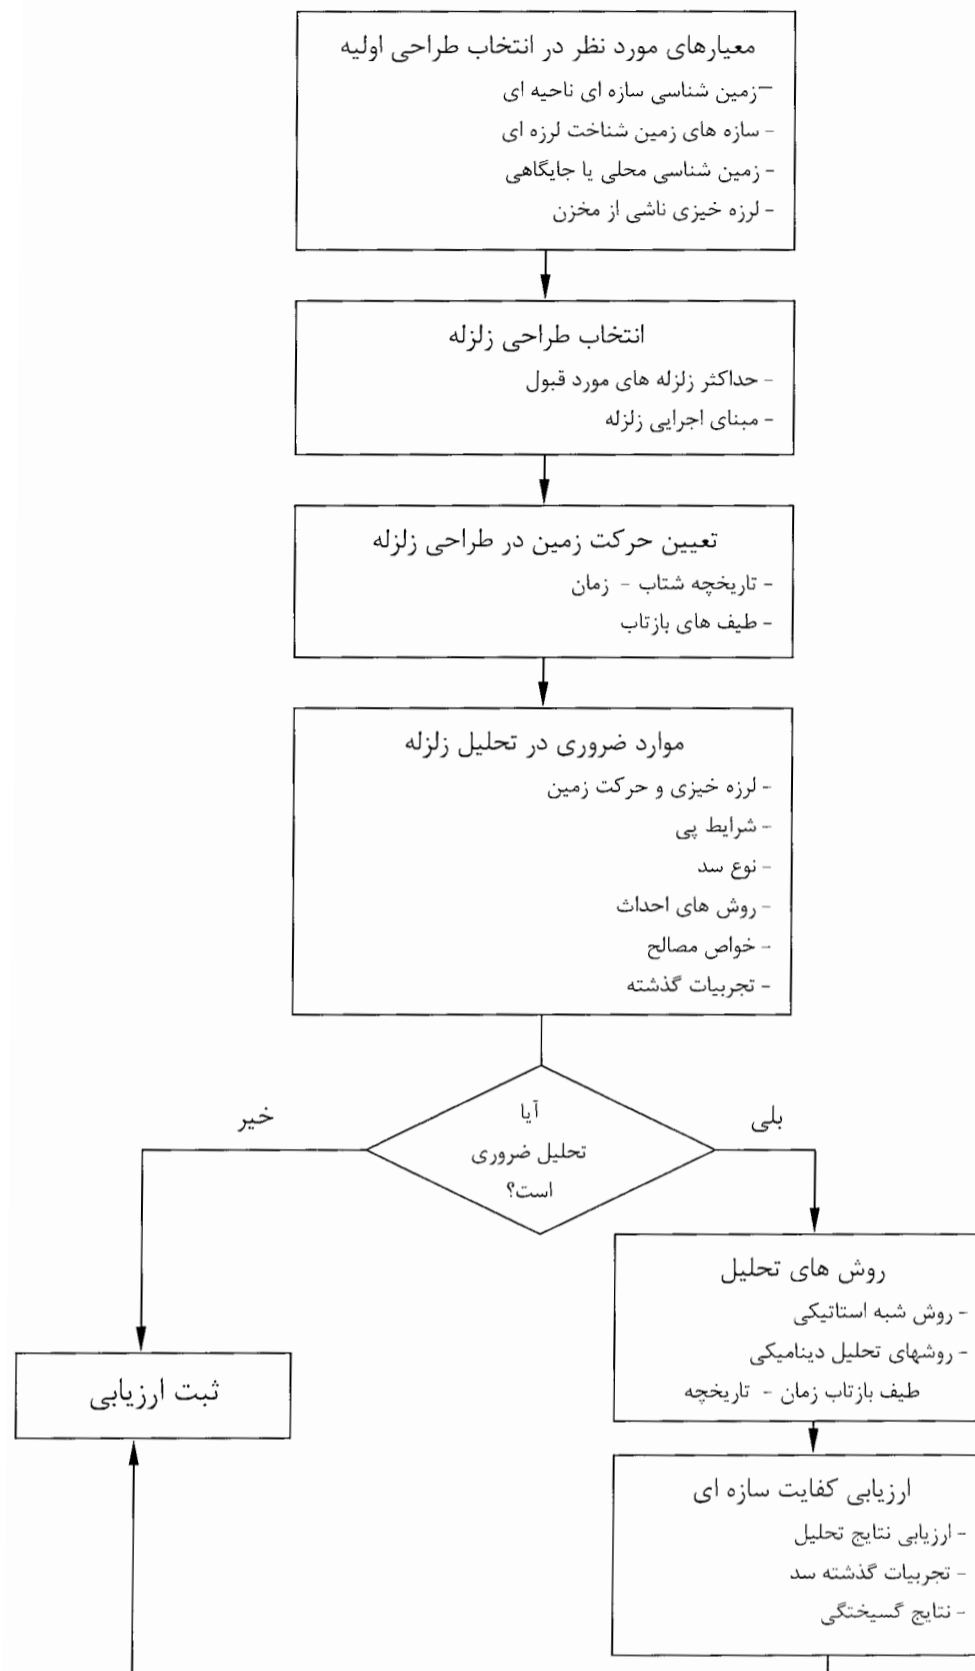 معیارهای مورد نظر در انتخاب طراحی اولیه
-زمین شناسی سازه ای ناحیه ای
- سازه های زمین شناخت لرزه ای
- زمین شناسی محلی یا جایگاهی
- لرزه خیزی ناشی از مخزن
انتخاب طراحی زلزله
- حداکثر زلزله های مورد قبول
- مبنای اجرایی زلزله
تعیین حرکت زمین در طراحی زلزله
- تاریخچه شتاب - زمان
- طیف های بازتاب
موارد ضروری در تحلیل زلزله
- لرزه خیزی و حرکت زمین
- شرایط پی
- نوع سد
- روش های احداث
- خواص مصالح
- تجربیات گذشته
آیا
تحلیل ضروری
است؟
بلی
خیر
روش های تحلیل
- روش شبه استاتیکی
- روشهای تحلیل دینامیکی
طیف بازتاب زمان - تاریخچه
ثبت ارزیابی
ارزیابی کفایت سازه ای
- ارزیابی نتایج تحلیل
- تجربیات گذشته سد
- نتایج گسیختگی